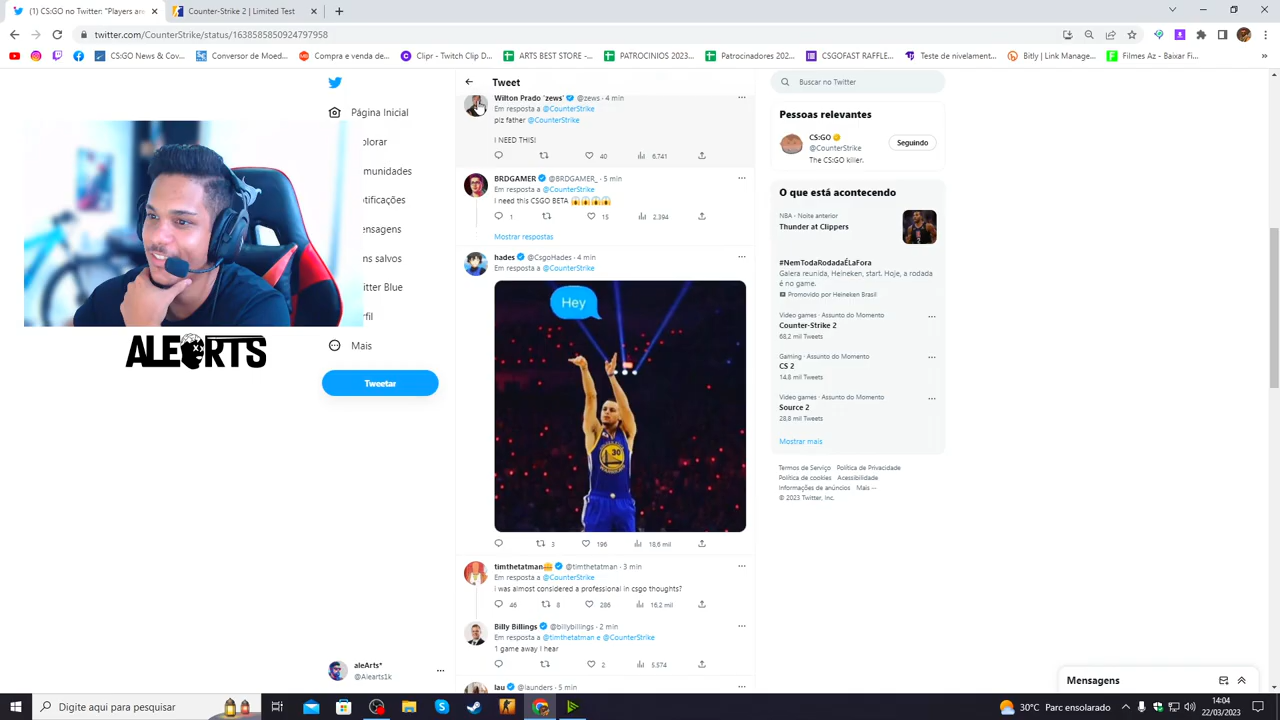 (1) CS:GO no Twitter: "Players are
Counter-Strike 2 | Limited Test
twitter.com/CounterStrike/status/1638585850924797958
CS:GO News & Cov...
Conversor de Moed...
Compra e venda de...
Clipr - Twitch Clip D...
ARTS BEST STORE -...
PATROCINIOS 2023...
Patrocinadores 202...
CSGOFAST RAFFLE...
Teste de nivelament...
Bitly | Link Manage...
Filmes Az - Baixar Fi...
Página Inicial
plorar
munidades
tificações
ensagens
ns salvos
itter Blue
rfil
Mais
Tweetar
ALEARTS
aleArts*
@Alearts1k
Tweet
Wilton Prado "zews" @zews · 4 min
Em resposta a @CounterStrike
piz father @CounterStrike
I NEED THIS!
40 6.741
BRDGAMER @BRDGAMER_ · 5 min
Em resposta a @CounterStrike
I need this CSGO BETA 😱😱😱😱
1 15 2.394
Mostrar respostas
hades @CsgoHades · 4 min
Em resposta a @CounterStrike
Hey
30
3 196 18,6 mil
timthetatman @timthetatman · 3 min
Em resposta a @CounterStrike
i was almost considered a professional in csgo thoughts?
46 8 286 16,2 mil
Billy Billings @billybillings · 2 min
Em resposta a @timthetatman e @CounterStrike
1 game away I hear
2 5.574
lau @launders · 5 min
Buscar no Twitter
Pessoas relevantes
CS:GO
@CounterStrike
Seguindo
The CS:GO killer.
O que está acontecendo
NBA · Noite anterior
Thunder at Clippers
#NemTodaRodadaÉLaFora
Galera reunida, Heineken, start. Hoje, a rodada
é no game.
Promovido por Heineken Brasil
Video games · Assunto do Momento
Counter-Strike 2
68,2 mil Tweets
Gaming · Assunto do Momento
CS 2
14,8 mil Tweets
Video games · Assunto do Momento
Source 2
28,8 mil Tweets
Mostrar mais
Termos de Serviço Política de Privacidade
Política de cookies Acessibilidade
Informações de anúncios Mais ···
© 2023 Twitter, Inc.
Mensagens
Digite aqui para pesquisar
30°C Parc ensolarado
14:04
22/03/2023